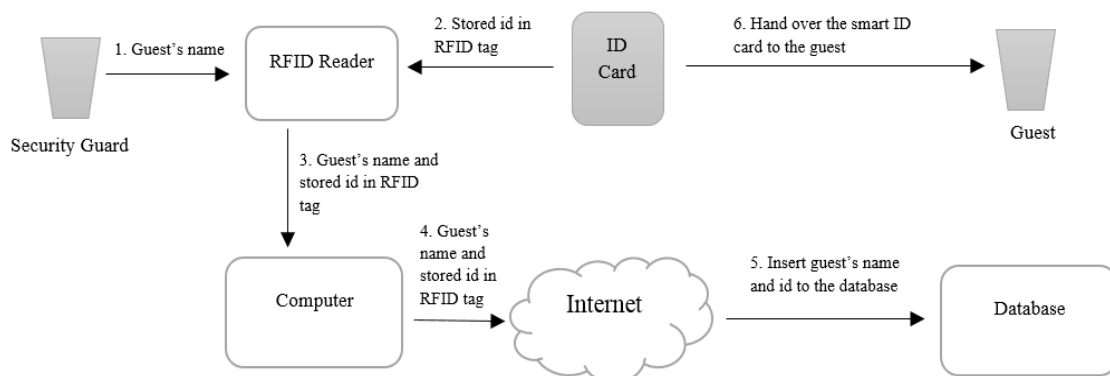 1. Guest’s name
Security Guard
RFID Reader
2. Stored id in
RFID tag
ID
Card
6. Hand over the smart ID
card to the guest
Guest
3. Guest’s name and
stored id in RFID
tag
Computer
4. Guest’s
name and
stored id in
RFID tag
Internet
5. Insert guest’s name
and id to the database
Database